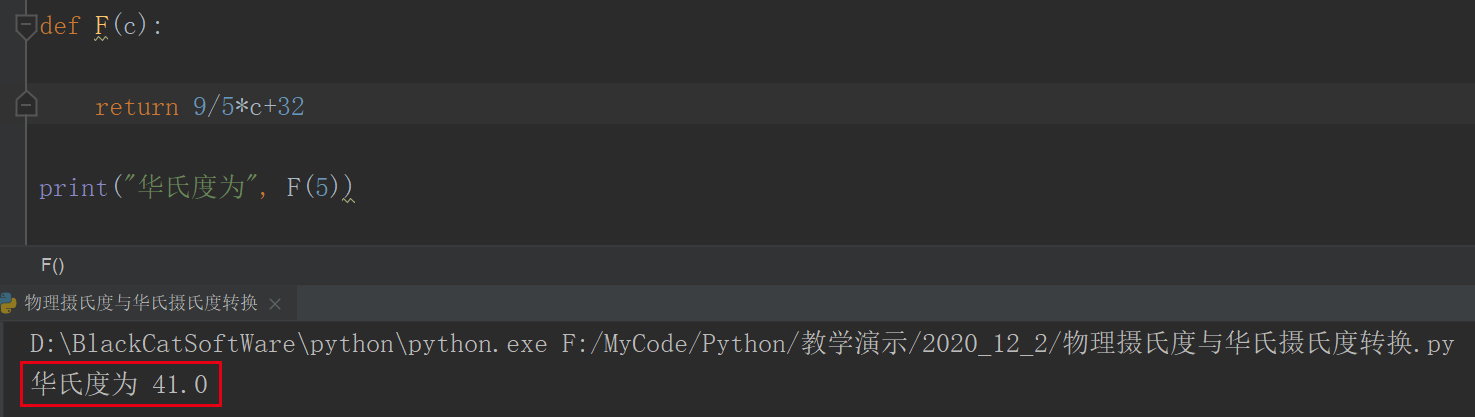 def F(c):
return 9/5*c+32
print("华氏度为", F(5))
F()
物理摄氏度与华氏摄氏度转换 ×
D:\BlackCatSoftWare\python\python.exe F:/MyCode/Python/教学演示/2020_12_2/物理摄氏度与华氏摄氏度转换.py
华氏度为 41.0